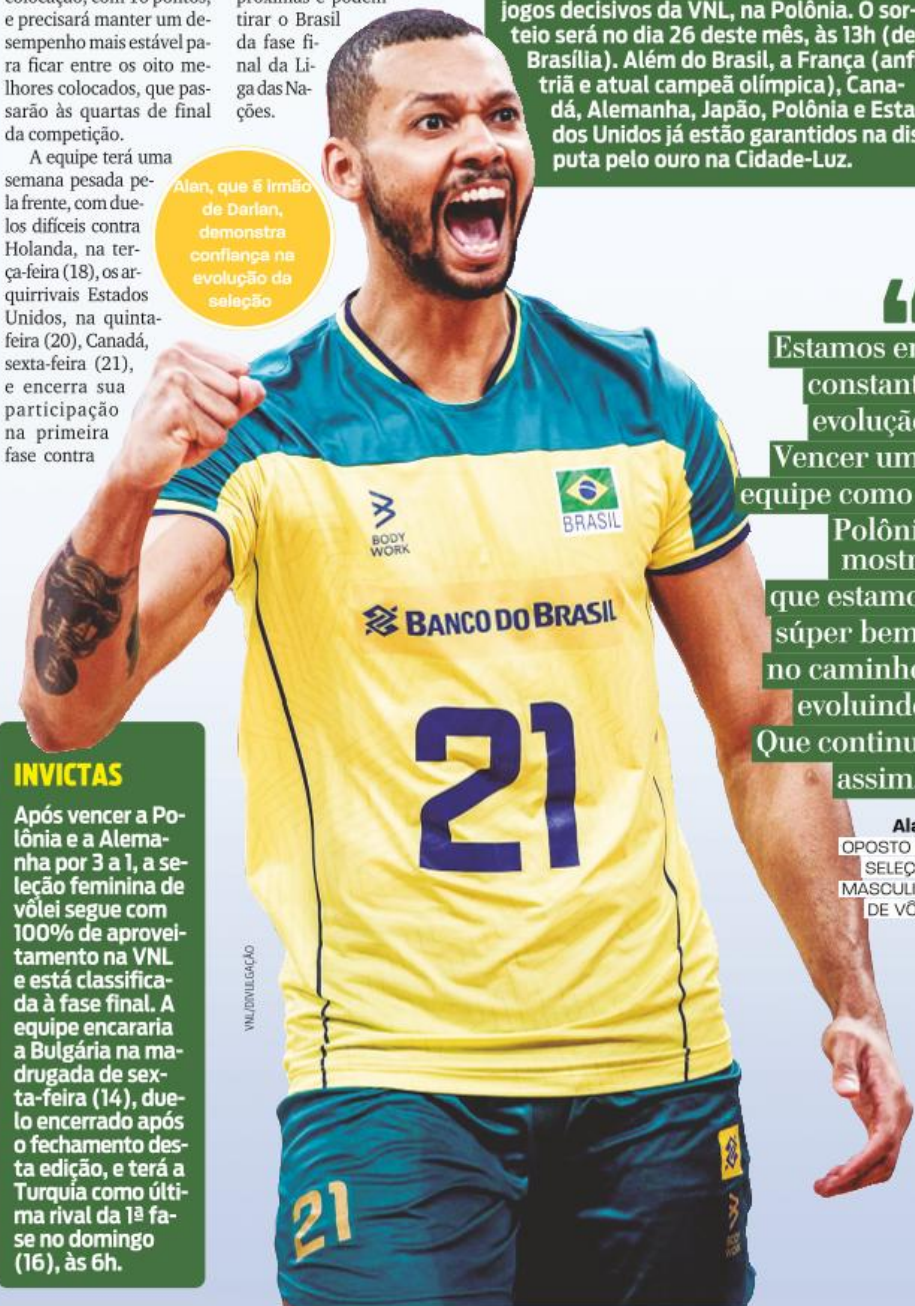 colocação, com 16 pontos,
e precisará manter um de-
sempenho mais estável pa-
ra ficar entre os oito me-
lhores colocados, que pas-
sarão às quartas de final
da competição.
A equipe terá uma
semana pesada pe-
la frente, com due-
los difíceis contra
Holanda, na ter-
ça-feira (18), os ar-
quirrivais Estados
Unidos, na quinta-
feira (20), Canadá,
sexta-feira (21),
e encerra sua
participação
na primeira
fase contra
próximas e podem
tirar o Brasil
da fase fi-
nal da Li-
ga das Na-
ções.
jogos decisivos da VNL, na Polônia. O sor-
teio será no dia 26 deste mês, às 13h (de
Brasília). Além do Brasil, a França (anf
triã e atual campeã olímpica), Cana-
dá, Alemanha, Japão, Polônia e Esta
dos Unidos já estão garantidos na dis
puta pelo ouro na Cidade-Luz.
Alan, que é irmão
de Darlan,
demonstra
confiança na
evolução da
seleção
Estamos e
constant
evoluçã
Vencer um
equipe como
Polôni
mostr
que estamo
súper bem
no caminh
evoluind
Que continu
assim
Ala
OPOSTO
SELEÇ
MASCULI
DE VÔ
BODY
WORK
BRASIL
BANCO DO BRASIL
21
21
BODY
WORK
VNL/DIVULGAÇÃO
INVICTAS
Após vencer a Po-
lônia e a Alema-
nha por 3 a 1, a se-
leção feminina de
vôlei segue com
100% de aprovei-
tamento na VNL
e está classifica-
da à fase final. A
equipe encararia
a Bulgária na ma-
drugada de sex-
ta-feira (14), due-
lo encerrado após
o fechamento des-
ta edição, e terá a
Turquia como últi-
ma rival da 1ª fa-
se no domingo
(16), às 6h.